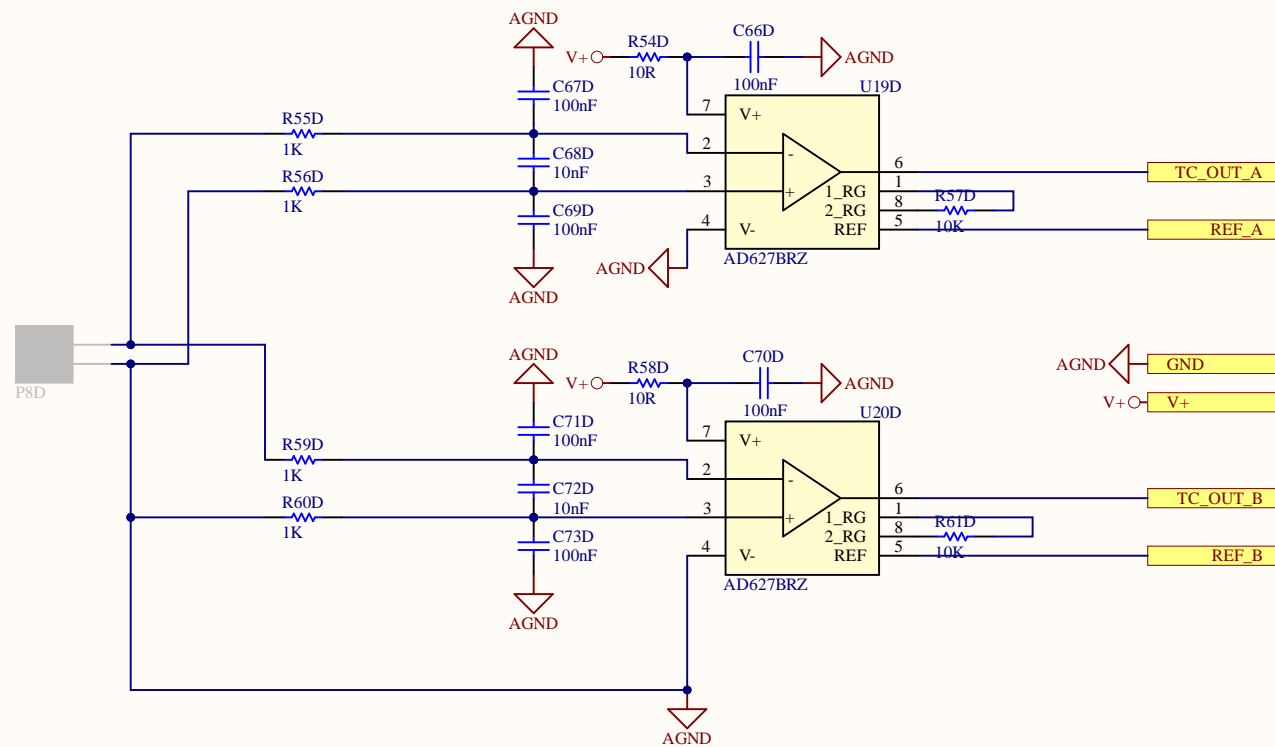 AGND
V+
R54D
10R
C66D
100nF
AGND
C67D
100nF
U19D
7
V+
R55D
1K
2
-
C68D
10nF
6
TC_OUT_A
R56D
1K
3
+
1_RG
1
C69D
100nF
2_RG
8
R57D
10K
4
V-
REF
5
REF_A
AGND
AD627BRZ
AGND
P8D
AGND
V+
R58D
10R
C70D
100nF
AGND
AGND
GND
V+
V+
C71D
100nF
U20D
7
V+
R59D
1K
2
-
C72D
10nF
6
TC_OUT_B
R60D
1K
3
+
1_RG
1
C73D
100nF
2_RG
8
R61D
10K
4
V-
REF
5
REF_B
AD627BRZ
AGND
AGND